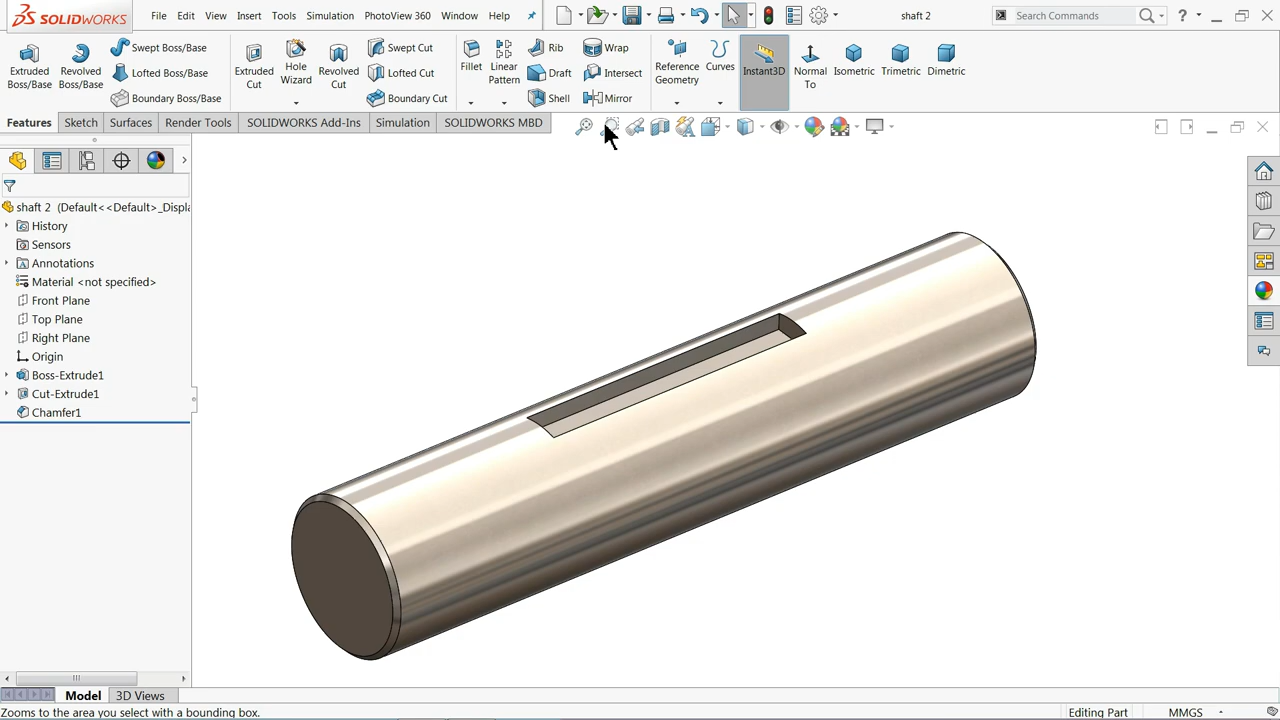 SOLIDWORKS
File Edit View Insert Tools Simulation PhotoView 360 Window Help
shaft 2
Search Commands
?
Extruded Boss/Base
Revolved Boss/Base
Swept Boss/Base
Lofted Boss/Base
Boundary Boss/Base
Extruded Cut
Hole Wizard
Revolved Cut
Swept Cut
Lofted Cut
Boundary Cut
Fillet
Linear Pattern
Rib
Draft
Shell
Wrap
Intersect
Mirror
Reference Geometry
Curves
Instant3D
Normal To
Isometric
Trimetric
Dimetric
Features Sketch Surfaces Render Tools SOLIDWORKS Add-Ins Simulation SOLIDWORKS MBD
shaft 2 (Default<<Default>_Displa
History
Sensors
Annotations
Material <not specified>
Front Plane
Top Plane
Right Plane
Origin
Boss-Extrude1
Cut-Extrude1
Chamfer1
Model 3D Views
Zooms to the area you select with a bounding box.
Editing Part
MMGS